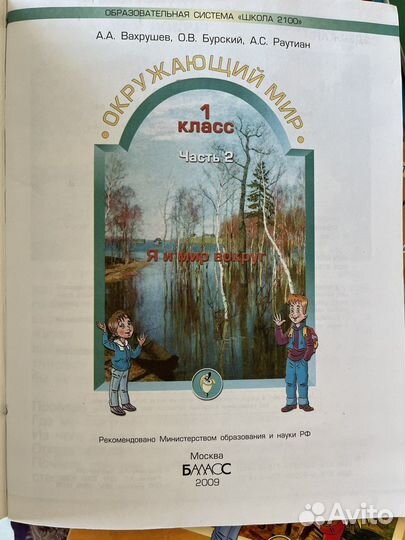 ОБРАЗОВАТЕЛЬНАЯ СИСТЕМА «ШКОЛА 2100»
А.А. Вахрушев, О.В. Бурский, А.С. Раутиан
ОКРУЖАЮЩИЙ МИР
1
КЛАСС
Часть 2
Я и мир вокруг
Рекомендовано Министерством образования и науки РФ
Москва
БАЛАСС
2009
Avito